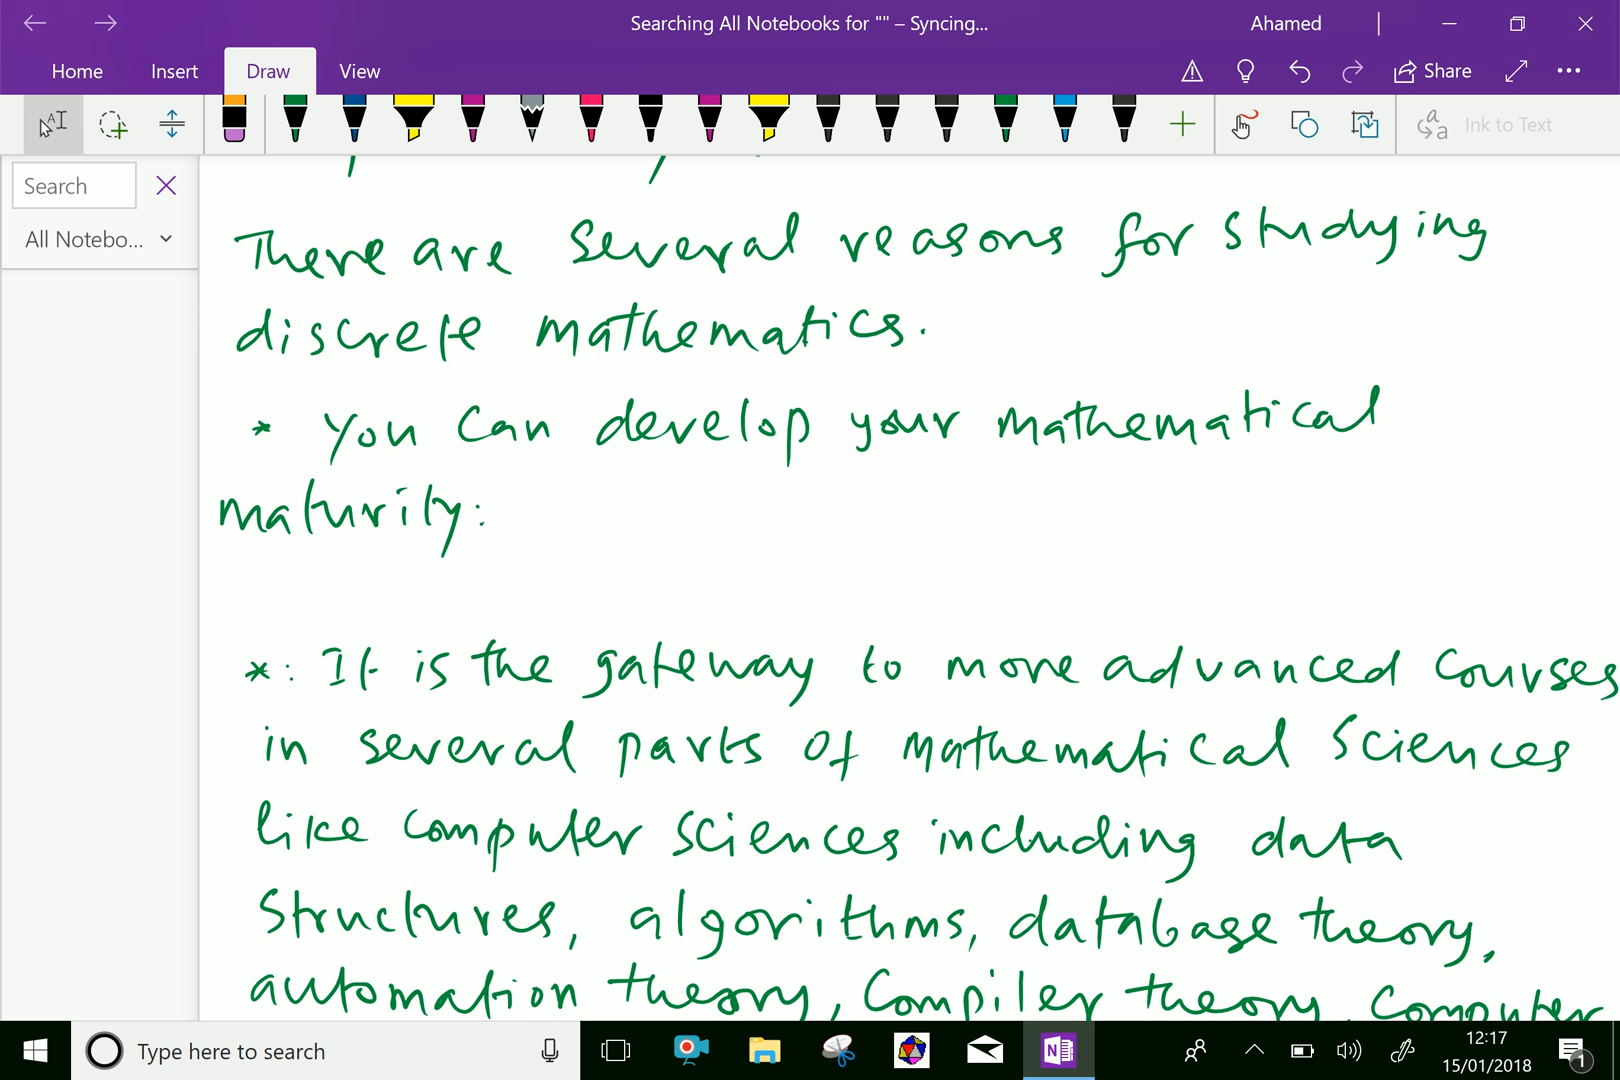 Searching All Notebooks for "" – Syncing...
Ahamed
Home Insert Draw View
Share
Ink to Text
Search
All Notebo...
There are several reasons for studying
discrete mathematics.
* You can develop your mathematical
maturity:
*: It is the gateway to more advanced courses
in several parts of mathematical sciences
like computer sciences including data
structures, algorithms, database theory,
automation theory, compiler theory, computer
Type here to search
12:17
15/01/2018
1